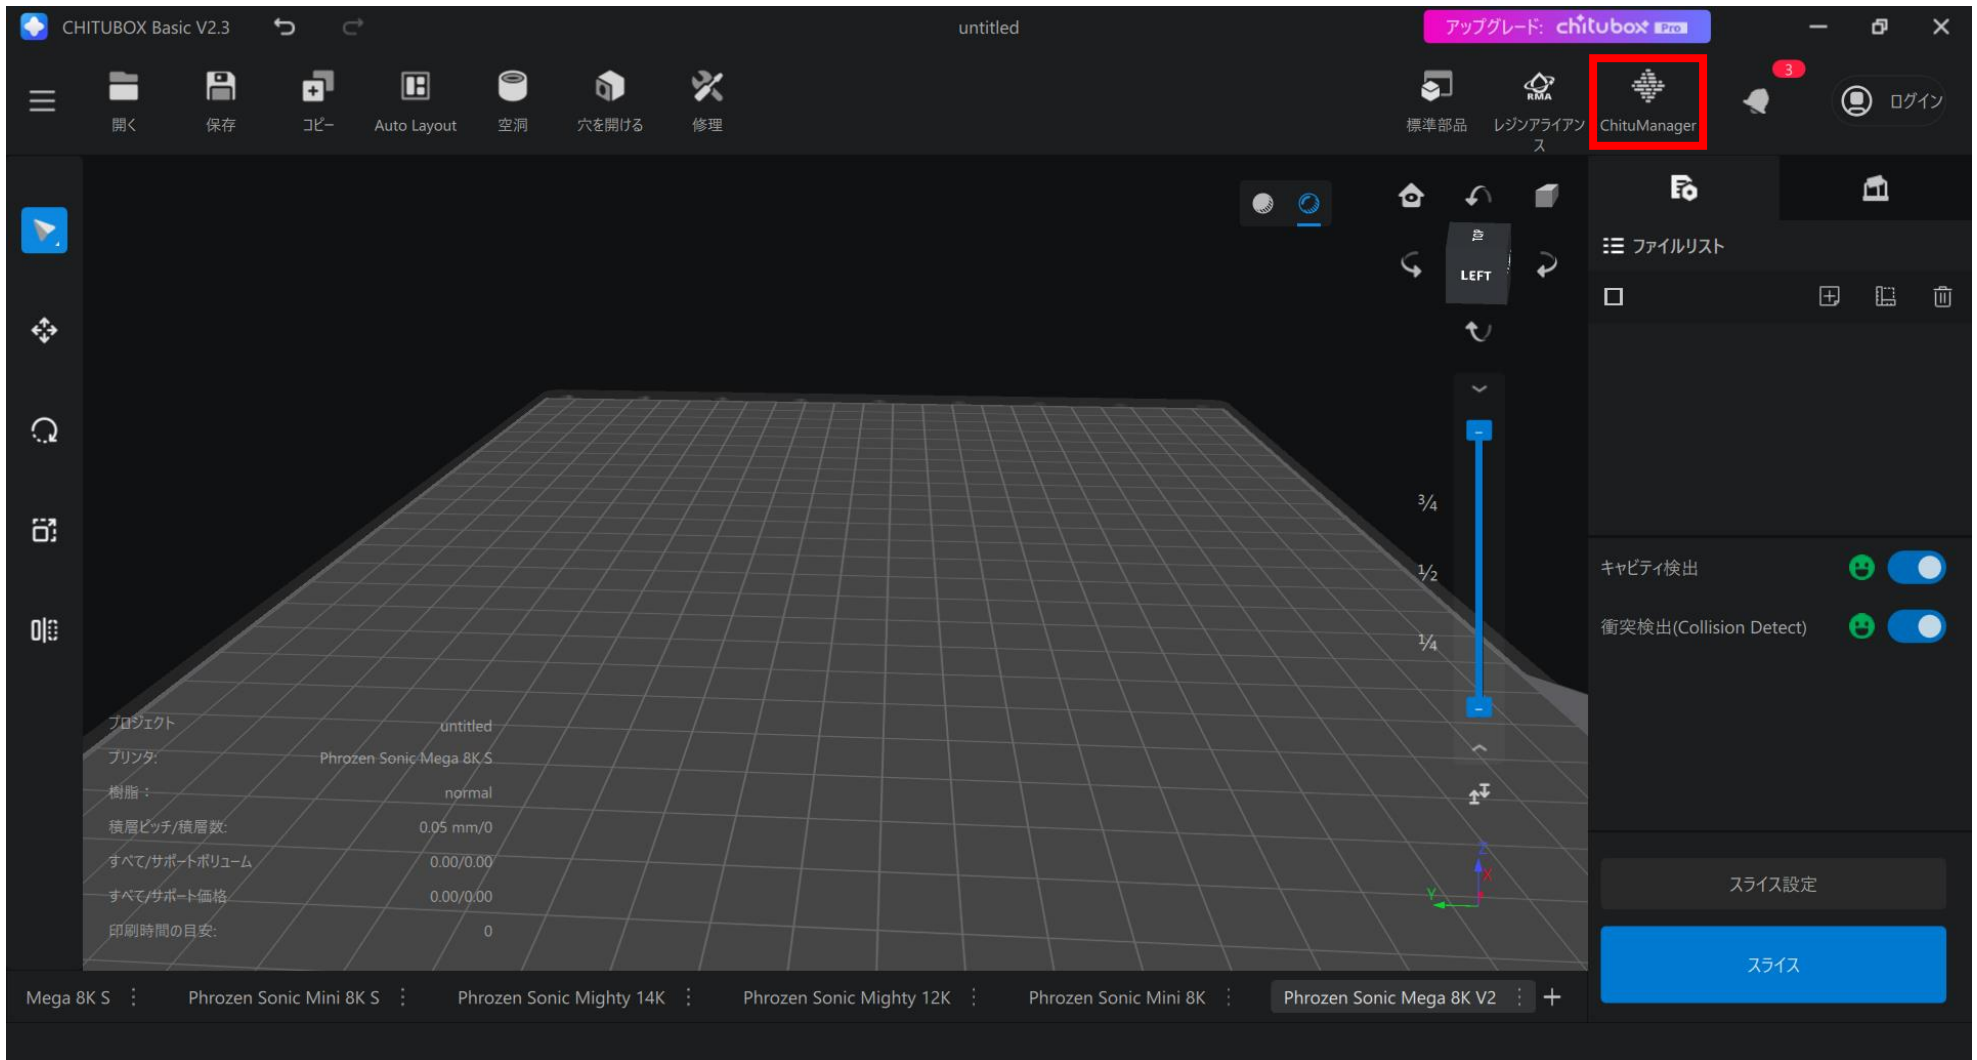 CHITUBOX Basic V2.3
untitled
アップグレード: chitubox Pro
開く
保存
コピー
Auto Layout
空洞
穴を開ける
修理
標準部品
RMA
レジンアライアン
ス
ChituManager
3
ログイン
ファイルリスト
TOP
LEFT
3/4
1/2
1/4
キャビティ検出
衝突検出(Collision Detect)
プロジェクト untitled
プリンタ: Phrozen Sonic Mega 8K S
樹脂： normal
積層ピッチ/積層数: 0.05 mm/0
すべて/サポートボリューム 0.00/0.00
すべて/サポート価格 0.00/0.00
印刷時間の目安: 0
Z
X
Y
スライス設定
スライス
Mega 8K S
Phrozen Sonic Mini 8K S
Phrozen Sonic Mighty 14K
Phrozen Sonic Mighty 12K
Phrozen Sonic Mini 8K
Phrozen Sonic Mega 8K V2